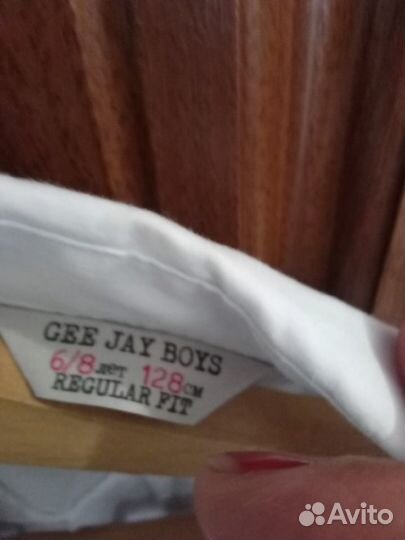 GEE JAY BOYS
6/8 лет 128 см
REGULAR FIT
Avito